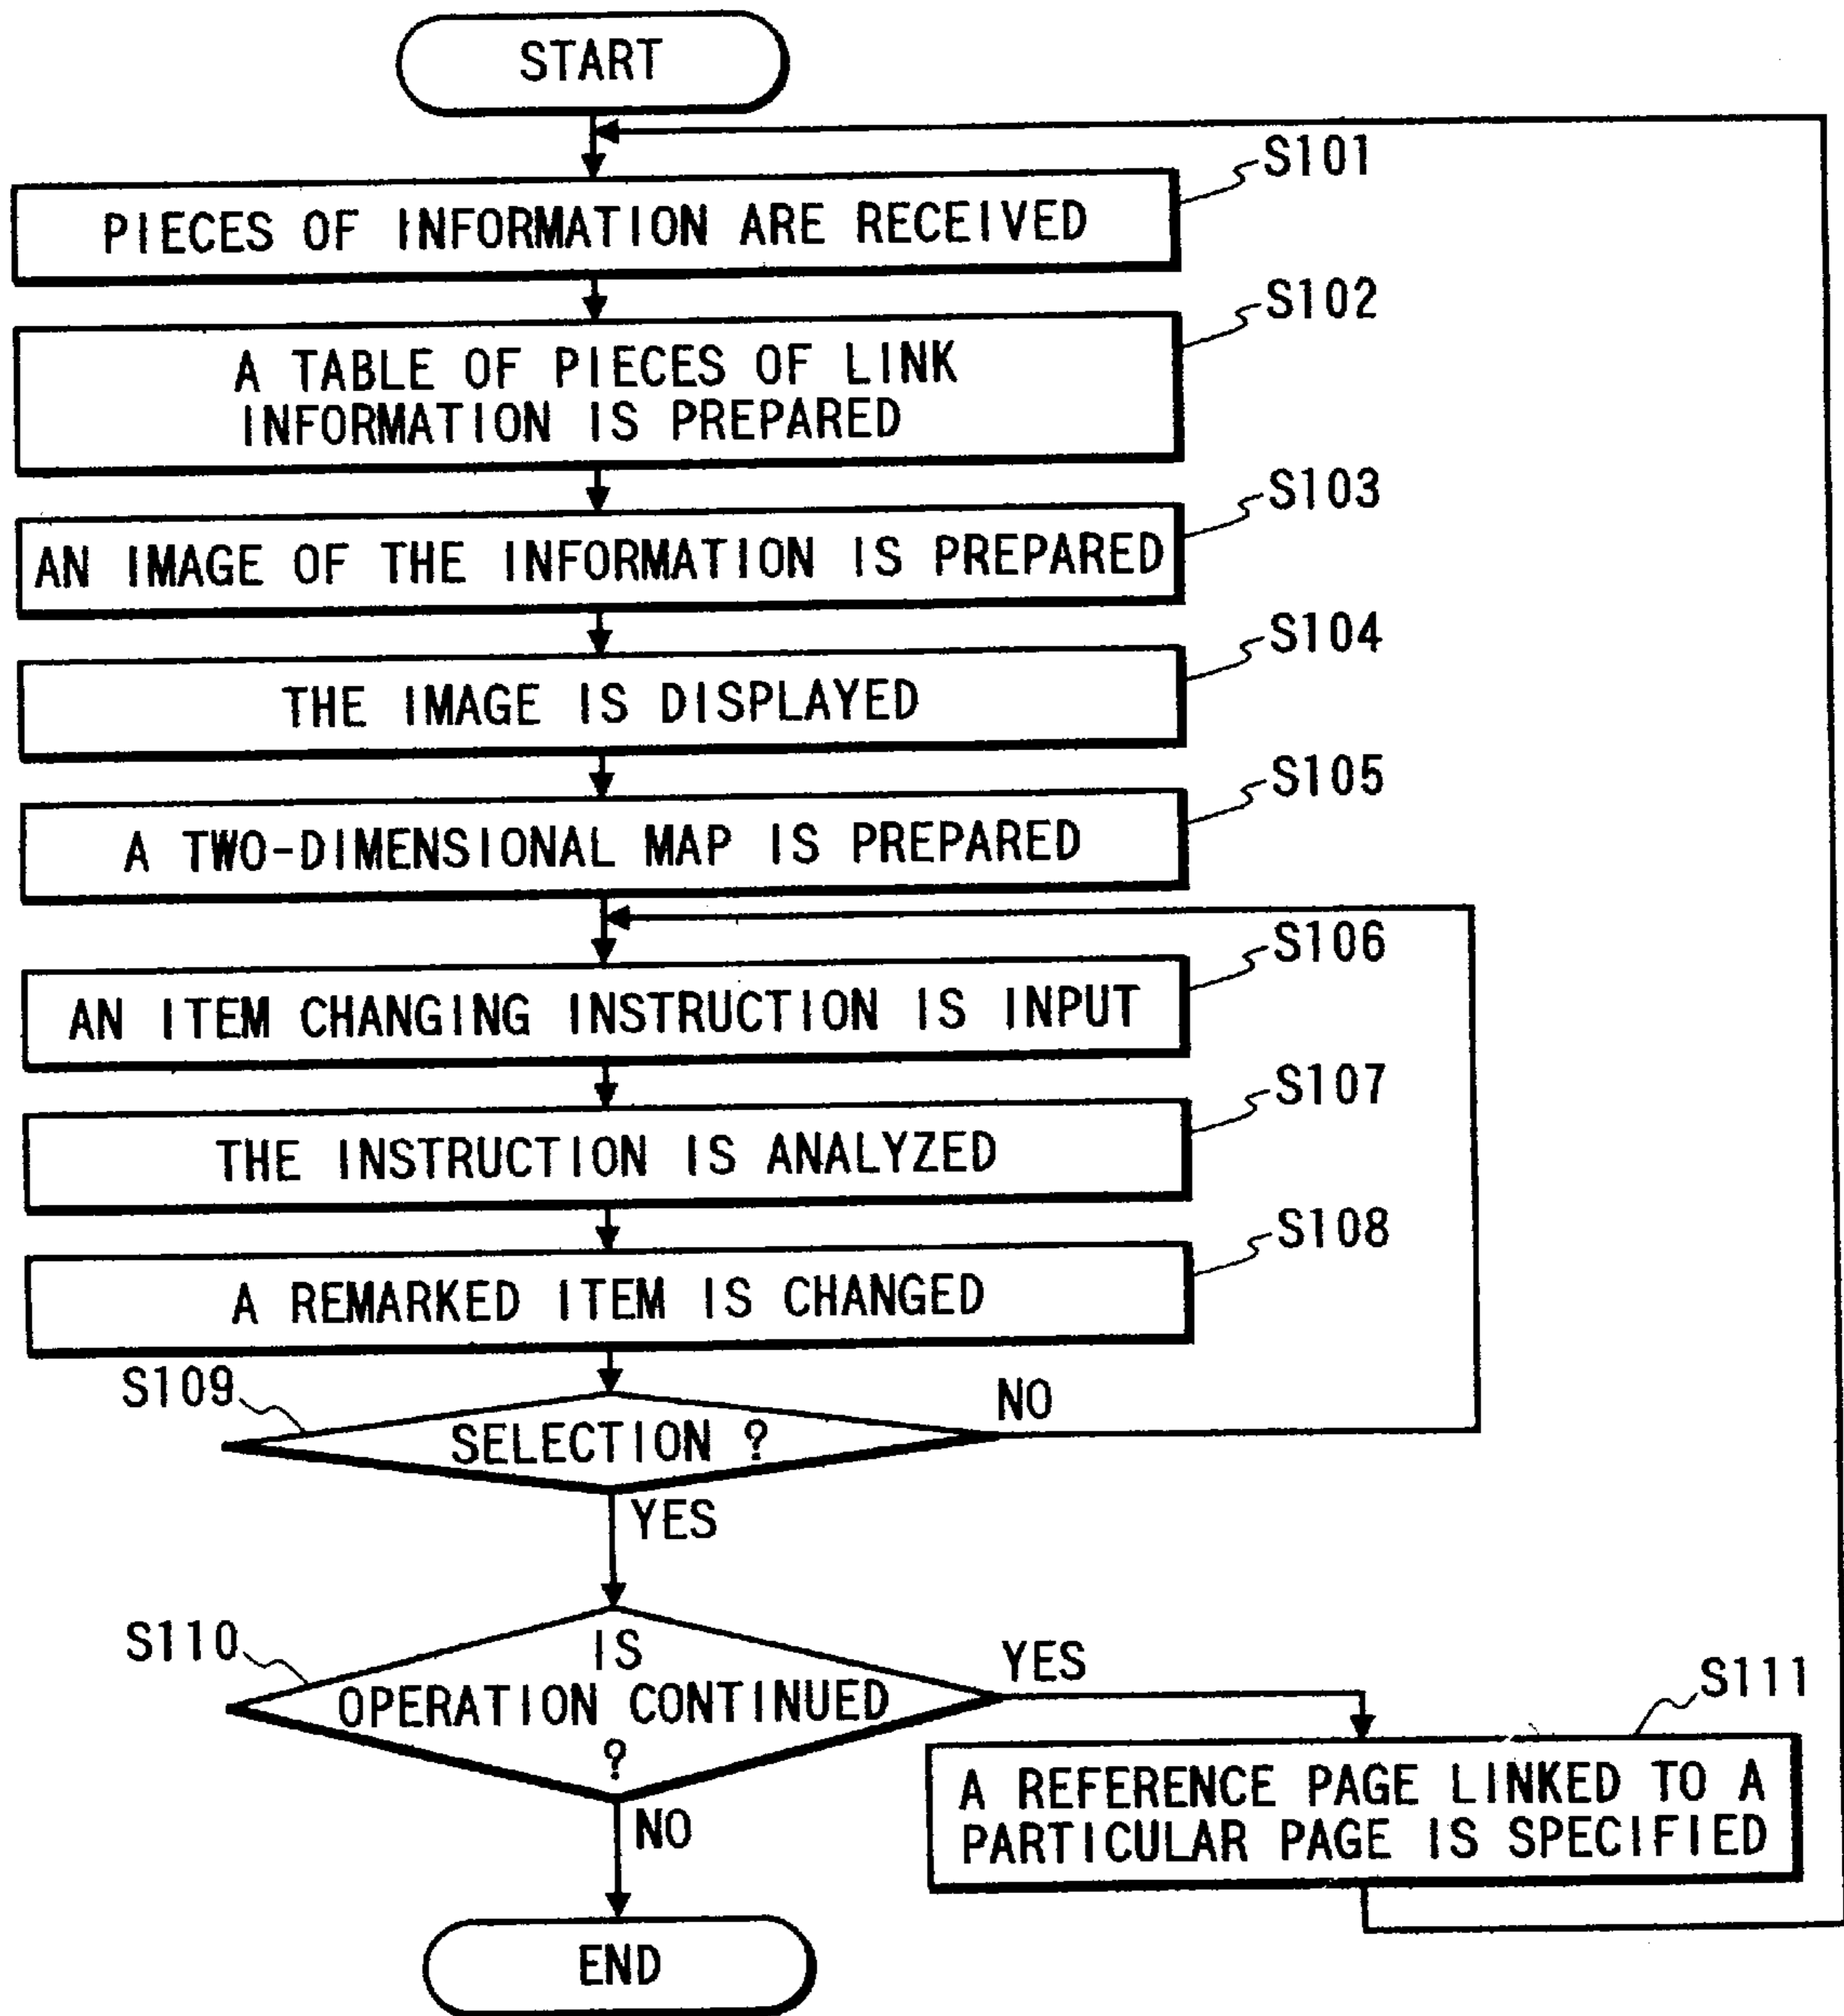 START
S101
PIECES OF INFORMATION ARE RECEIVED
S102
A TABLE OF PIECES OF LINK
INFORMATION IS PREPARED
S103
AN IMAGE OF THE INFORMATION IS PREPARED
S104
THE IMAGE IS DISPLAYED
S105
A TWO-DIMENSIONAL MAP IS PREPARED
S106
AN ITEM CHANGING INSTRUCTION IS INPUT
S107
THE INSTRUCTION IS ANALYZED
S108
A REMARKED ITEM IS CHANGED
S109
SELECTION ?
NO
YES
S110
IS
OPERATION CONTINUED
?
YES
S111
A REFERENCE PAGE LINKED TO A
PARTICULAR PAGE IS SPECIFIED
NO
END